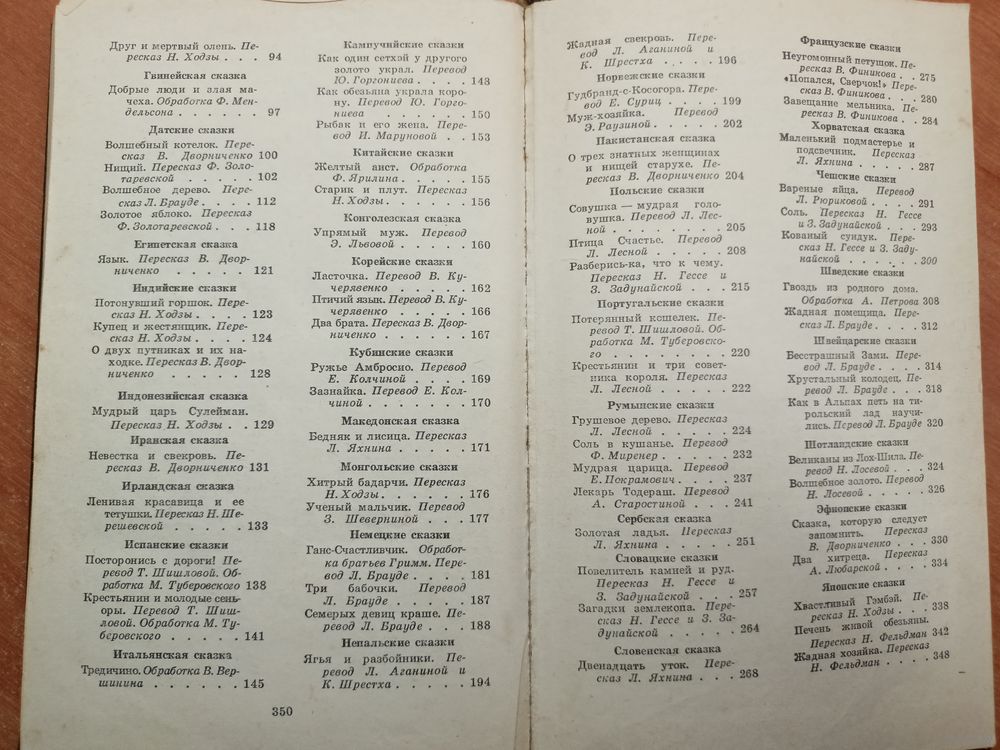 Друг и мертвый олень. Пе-
ресказ Н. Ходзы . . . 94
Гвинейская сказка
Добрые люди и злая ма-
чеха. Обработка Ф. Мен-
дельсона . . . . . . 97
Датские сказки
Волшебный котелок. Пере-
сказ В. Дворниченко 100
Нищий. Пересказ Ф. Золо-
таревской . . . . . 102
Волшебное дерево. Пере-
сказ Л. Брауде . . . . 112
Золотое яблоко. Пересказ
Ф. Золотаревской . . . 118
Египетская сказка
Язык. Пересказ В. Двор-
ниченко . . . . . 121
Индийские сказки
Потонувший горшок. Пере-
сказ Н. Ходзы . . . . 123
Купец и жестянщик. Пере-
сказ Н. Ходзы . . . . 124
О двух путниках и их на-
ходке. Пересказ В. Двор-
ниченко . . . . . 128
Индонезийская сказка
Мудрый царь Сулейман.
Пересказ Н. Ходзы . . 129
Иранская сказка
Невестка и свекровь. Пе-
ресказ В. Дворниченко 131
Ирландская сказка
Ленивая красавица и ее
тетушки. Пересказ Н. Ше-
решевской . . . . . 133
Испанские сказки
Посторонись с дороги! Пе-
ревод Т. Шишловой. Об-
работка М. Туберовского 138
Крестьянин и молодые сень-
оры. Перевод Т. Шиш-
ловой. Обработка М. Ту-
беровского . . . . . 141
Итальянская сказка
Тредичино. Обработка В. Вер-
шинина . . . . . . 145
350
Кампучийские сказки
Как один сетхэй у другого
золото украл. Перевод
Ю. Горгониева . . . . 148
Как обезьяна украла коро-
ну. Перевод Ю. Горго-
ниева . . . . . . 150
Рыбак и его жена. Пере-
вод И. Маруновой . . 153
Китайские сказки
Желтый аист. Обработка
Ф. Ярилина . . . . . 155
Старик и плут. Пересказ
Н. Ходзы . . . . . . 156
Конголезская сказка
Упрямый муж. Перевод
Э. Львовой . . . . . 160
Корейские сказки
Ласточка. Перевод В. Ку-
черявенко . . . . . 162
Птичий язык. Перевод В. Ку-
черявенко . . . . . 166
Два брата. Пересказ В. Двор-
ниченко . . . . . . 167
Кубинские сказки
Ружье Амбросио. Перевод
Е. Колчиной . . . . 169
Зазнайка. Перевод Е. Кол-
чиной . . . . . . . 170
Македонская сказка
Бедняк и лисица. Пересказ
Л. Яхнина . . . . . 171
Монгольские сказки
Хитрый бадарчи. Пересказ
Н. Ходзы . . . . . . 176
Ученый мальчик. Перевод
З. Шеверниной . . . 177
Немецкие сказки
Ганс-Счастливчик. Обработ-
ка братьев Гримм. Пере-
вод Л. Брауде . . . . 181
Три бабочки. Перевод
Л. Брауде . . . . . 187
Семерых девиц краше. Пе-
ревод Л. Брауде . . . 188
Непальские сказки
Ягья и разбойники. Пе-
ревод Л. Аганиной и
К. Шрестха . . . . . 194
Жадная свекровь. Пере-
вод Л. Аганиной и
К. Шрестха . . . . 196
Норвежские сказки
Гудбранд-с-Косогора. Пере-
вод Е. Суриц . . . . 199
Муж-хозяйка. Перевод
Э. Раузиной . . . . . 202
Пакистанская сказка
О трех знатных женщинах
и нищей старухе. Пе-
ресказ В. Дворниченко 204
Польские сказки
Совушка — мудрая голо-
вушка. Перевод Л. Лес-
ной . . . . . . . . 205
Птица Счастье. Перевод
Л. Лесной . . . . . 208
Разберись-ка, что к чему.
Пересказ Н. Гессе и
З. Задунайской . . . 215
Португальские сказки
Потерянный кошелек. Пе-
ревод Т. Шишловой. Об-
работка М. Туберовско-
го . . . . . . . . 220
Крестьянин и три совет-
ника короля. Пересказ
Л. Лесной . . . . . 222
Румынские сказки
Грушевое дерево. Пересказ
Л. Лесной . . . . . 224
Соль в кушанье. Перевод
Ф. Миренер . . . . . 232
Мудрая царица. Перевод
Е. Покрамович . . . . 237
Лекарь Тодераш. Перевод
А. Старостиной . . . 241
Сербская сказка
Золотая ладья. Пересказ
Л. Яхнина . . . . . 251
Словацкие сказки
Повелитель камней и руд.
Пересказ Н. Гессе и
З. Задунайской . . . 257
Загадки землекопа. Пере-
сказ Н. Гессе и З. За-
дунайской . . . . . 264
Словенская сказка
Двенадцать уток. Пере-
сказ Л. Яхнина . . . 268
Французские сказки
Неугомонный петушок. Пе-
ресказ В. Финикова . . 275
«Попался, Сверчок!» Пере-
сказ В. Финикова . . . 280
Завещание мельника. Пе-
ресказ В. Финикова . . 284
Хорватская сказка
Маленький подмастерье и
подсвечник. Пересказ
Л. Яхнина . . . . . 287
Чешские сказки
Вареные яйца. Перевод
Л. Рюриковой . . . . 291
Соль. Пересказ Н. Гессе
и З. Задунайской . . . 293
Кованый сундук. Пере-
сказ Н. Гессе и З. Заду-
найской . . . . . . 300
Шведские сказки
Гвоздь из родного дома.
Обработка А. Петрова 308
Жадная помещица. Пере-
сказ Л. Брауде . . . . 312
Швейцарские сказки
Бесстрашный Зами. Пере-
вод Л. Брауде . . . . 314
Хрустальный колодец. Пе-
ревод Л. Брауде . . . 318
Как в Альпах петь на ти-
рольский лад научи-
лись. Перевод Л. Брауде 320
Шотландские сказки
Великаны из Лох-Шила. Пе-
ревод Н. Лосевой . . . 324
Волшебное золото. Перевод
Н. Лосевой . . . . . 326
Эфиопские сказки
Сказка, которую следует
запомнить. Пересказ
В. Дворниченко . . . 330
Два хитреца. Пересказ
А. Любарской . . . . 334
Японские сказки
Хвастливый Гэмбэй. Пе-
ресказ Н. Ходзы . . . 338
Печень живой обезьяны.
Пересказ Н. Фельдман 342
Жадная хозяйка. Пересказ
Н. Фельдман . . . . 348